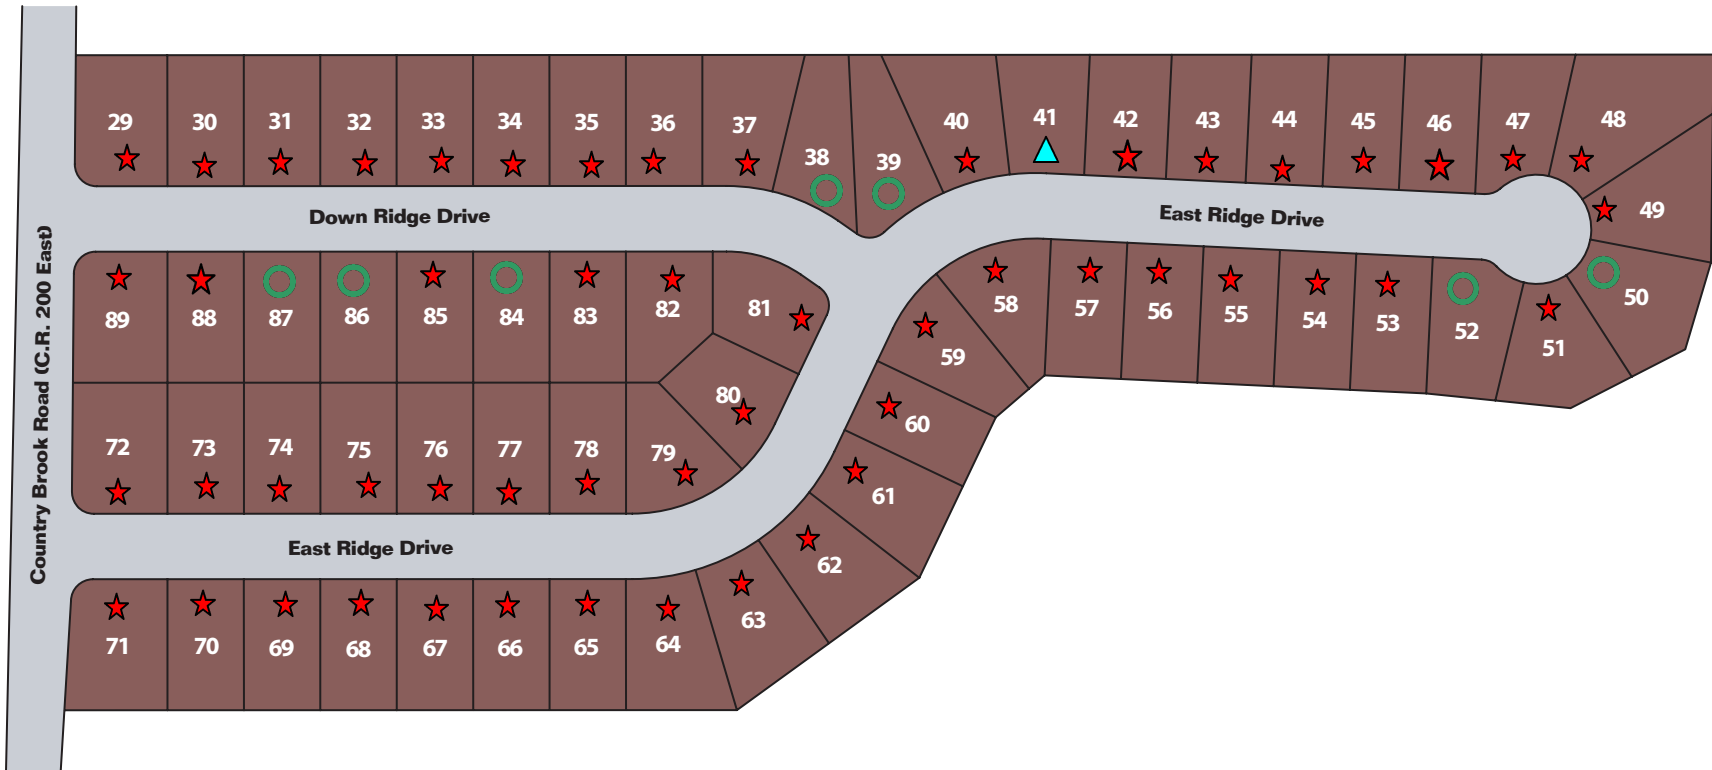 29 30 31 32 33 34 35 36 37 38 39 40 41 42 43 44 45 46 47 48
Down Ridge Drive
East Ridge Drive
49
Country Brook Road (C.R. 200 East)
89 88 87 86 85 84 83 82 81
58 57 56 55 54 53 52 51 50
59
80
60
72 73 74 75 76 77 78 79
61
East Ridge Drive
62
71 70 69 68 67 66 65 64 63